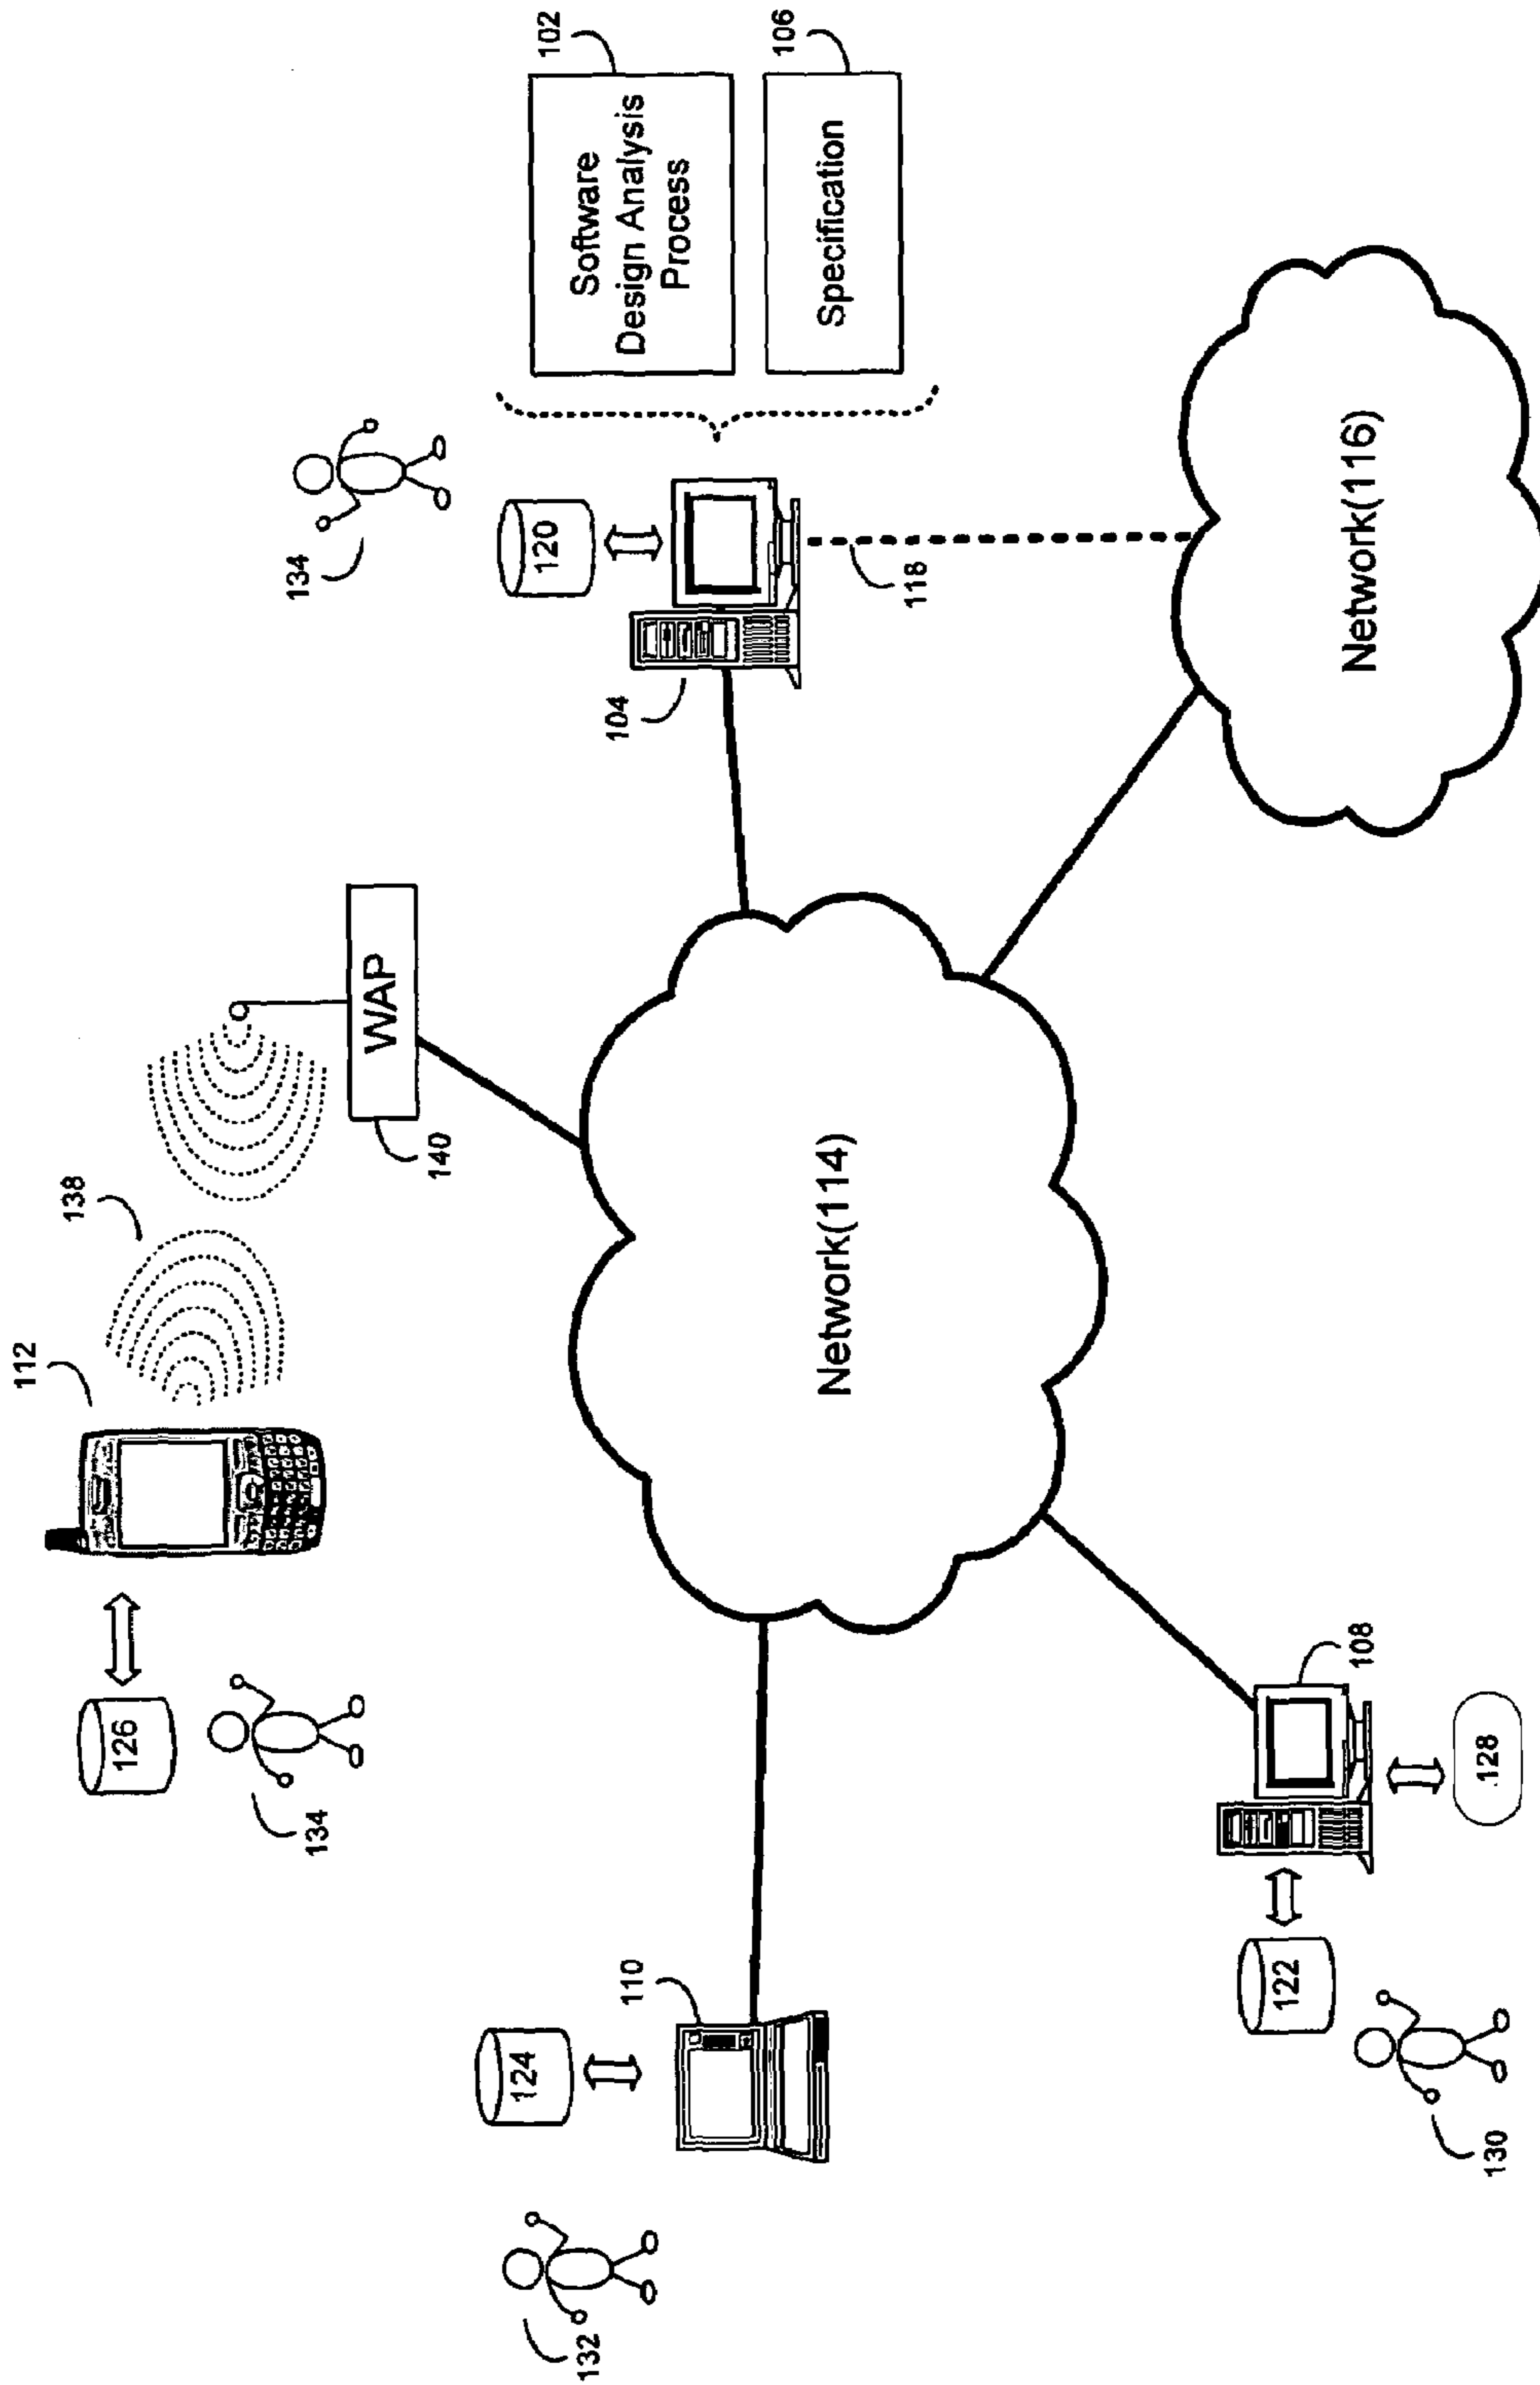 112
138
126
134
134
WAP
140
124
120
102
Software
Design Analysis
Process
132
110
104
106
Specification
Network(114)
118
122
108
Network(116)
128
130